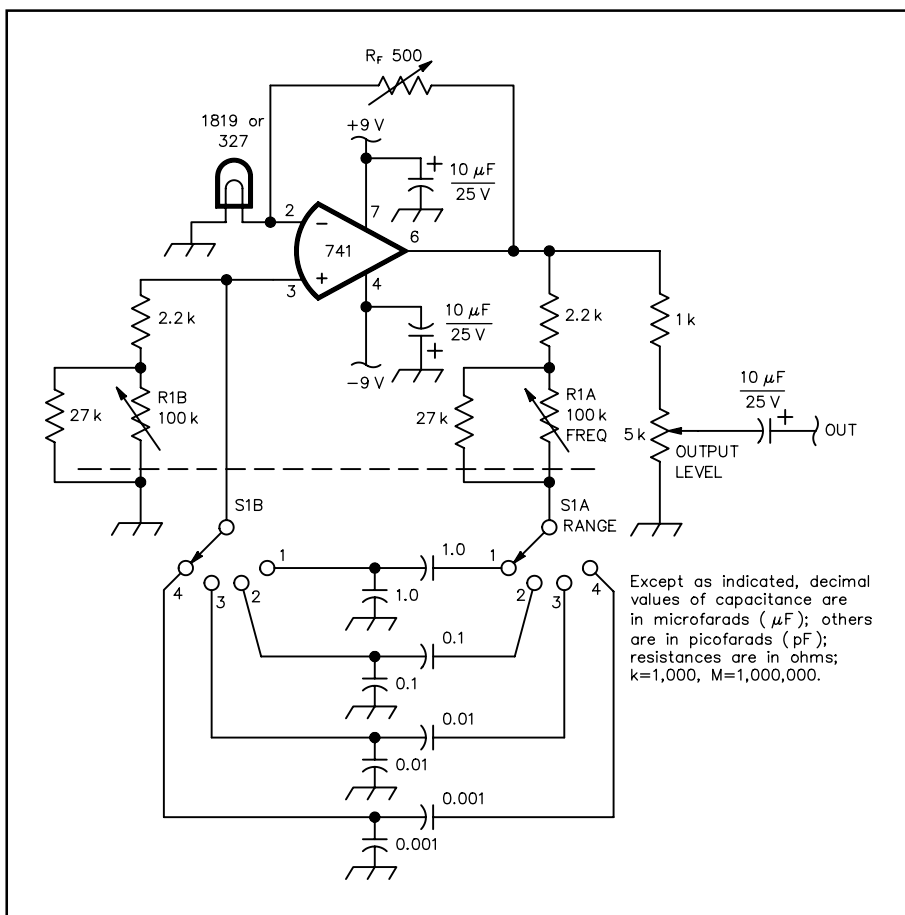 R_F 500
1819 or
327
+9 V
+
10 μF
25 V
2
−
7
6
741
+
3
4
10 μF
25 V
+
−9 V
2.2 k
27 k
R1B
100 k
2.2 k
27 k
R1A
100 k
FREQ
1 k
5 k
OUTPUT
LEVEL
10 μF
25 V
+
OUT
S1B
S1A
RANGE
1
2
3
4
1.0
1.0
1
2
3
4
0.1
0.1
0.01
0.01
0.001
0.001
Except as indicated, decimal
values of capacitance are
in microfarads ( μF); others
are in picofarads ( pF);
resistances are in ohms;
k=1,000, M=1,000,000.